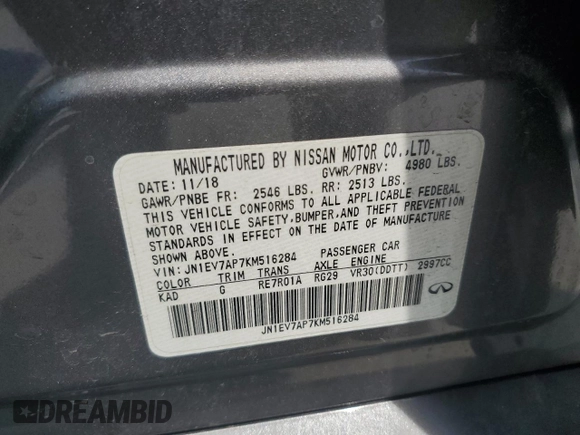 MANUFACTURED BY NISSAN MOTOR CO.,LTD.
DATE: 11/18 GVWR/PNBV: 4980 LBS.
GAWR/PNBE FR: 2546 LBS. RR: 2513 LBS.
THIS VEHICLE CONFORMS TO ALL APPLICABLE FEDERAL
MOTOR VEHICLE SAFETY,BUMPER,AND THEFT PREVENTION
STANDARDS IN EFFECT ON THE DATE OF MANUFACTURE
SHOWN ABOVE.
VIN: JN1EV7AP7KM516284 PASSENGER CAR
COLOR TRIM TRANS AXLE ENGINE
KAD G RE7R01A RG29 VR30(DDTT) 2997CC
JN1EV7AP7KM516284
DREAMBID